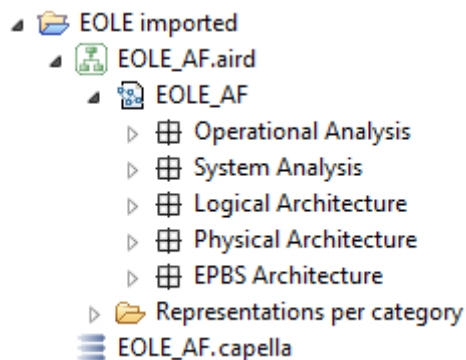 EOLE imported
EOLE_AF.aird
EOLE_AF
Operational Analysis
System Analysis
Logical Architecture
Physical Architecture
EPBS Architecture
Representations per category
EOLE_AF.capella